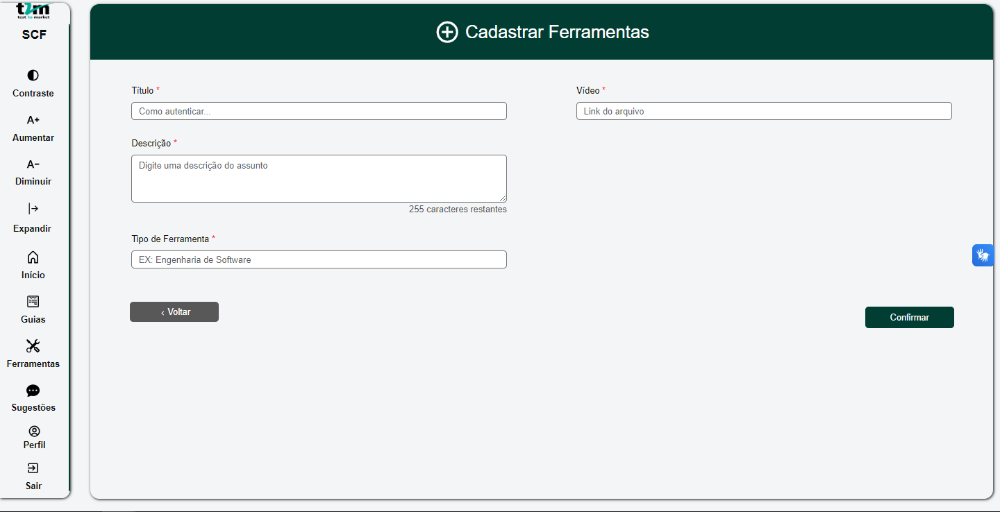 t2m
test to market
SCF
Contraste
A+
Aumentar
A−
Diminuir
Expandir
Início
Guias
Ferramentas
Sugestões
Perfil
Sair
Cadastrar Ferramentas
Título *
Como autenticar...
Descrição *
Digite uma descrição do assunto
255 caracteres restantes
Tipo de Ferramenta *
EX: Engenharia de Software
Vídeo *
Link do arquivo
‹ Voltar
Confirmar